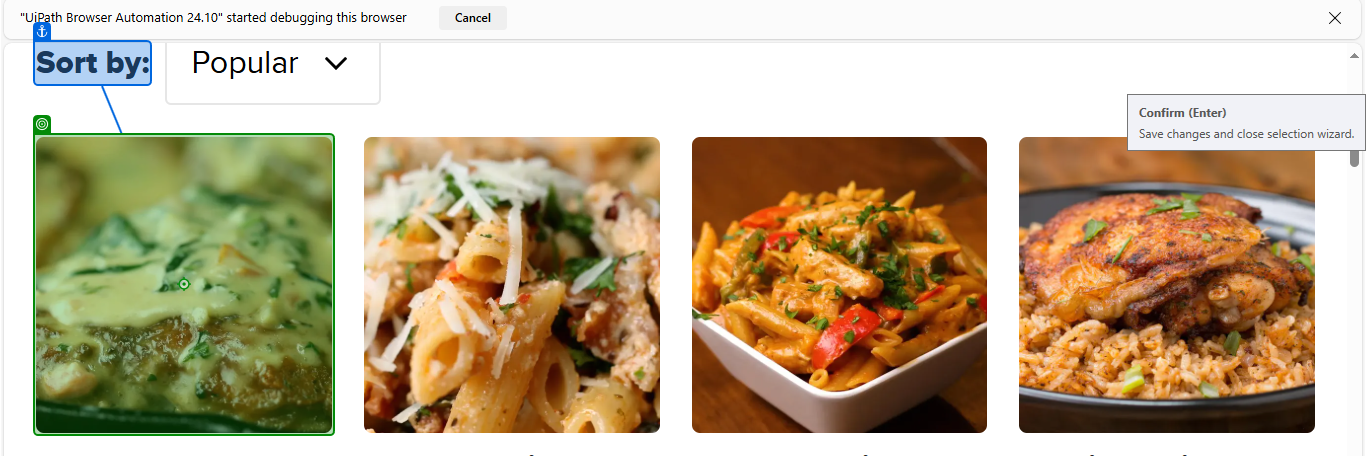 "UiPath Browser Automation 24.10" started debugging this browser
Cancel
Sort by:
Popular
Confirm (Enter)
Save changes and close selection wizard.